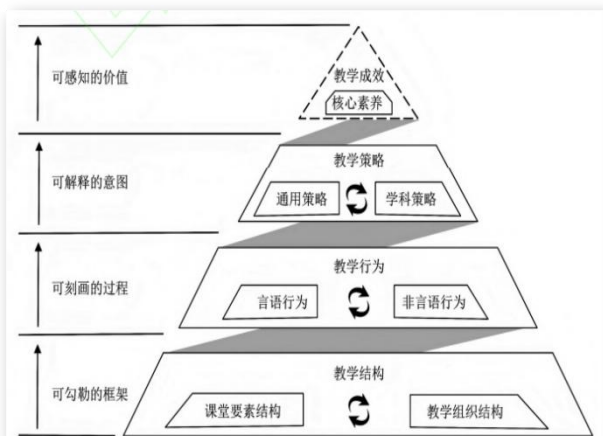 可感知的价值
教学成效
核心素养
可解释的意图
教学策略
通用策略
学科策略
可刻画的过程
教学行为
言语行为
非言语行为
可勾勒的框架
教学结构
课堂要素结构
教学组织结构